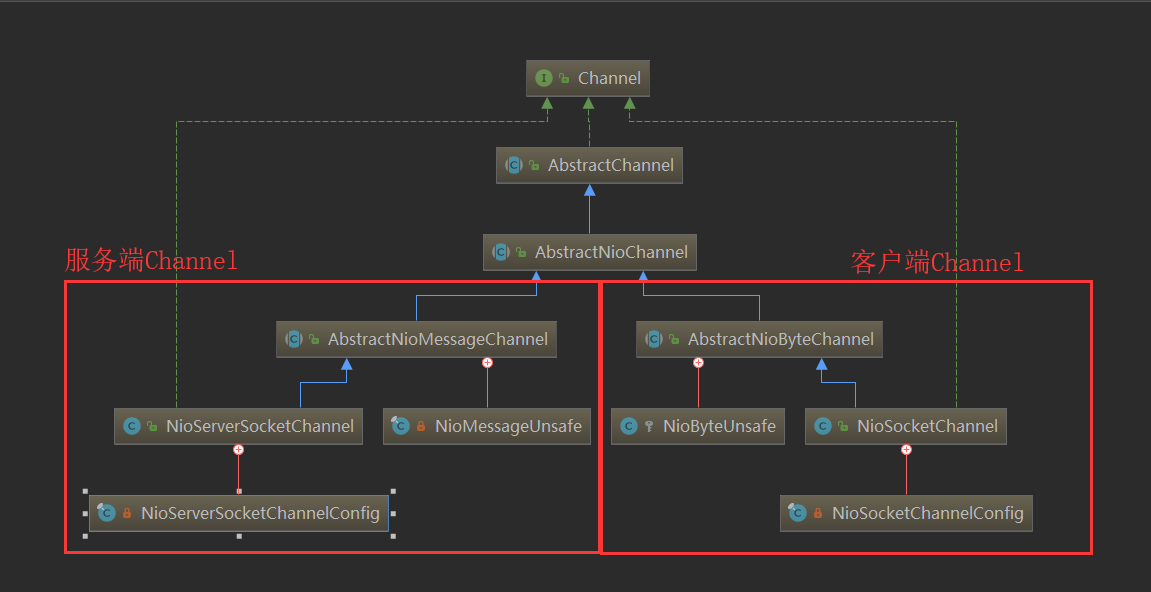 Channel
AbstractChannel
AbstractNioChannel
服务端Channel
客户端Channel
AbstractNioMessageChannel
AbstractNioByteChannel
NioServerSocketChannel
NioMessageUnsafe
NioByteUnsafe
NioSocketChannel
NioServerSocketChannelConfig
NioSocketChannelConfig